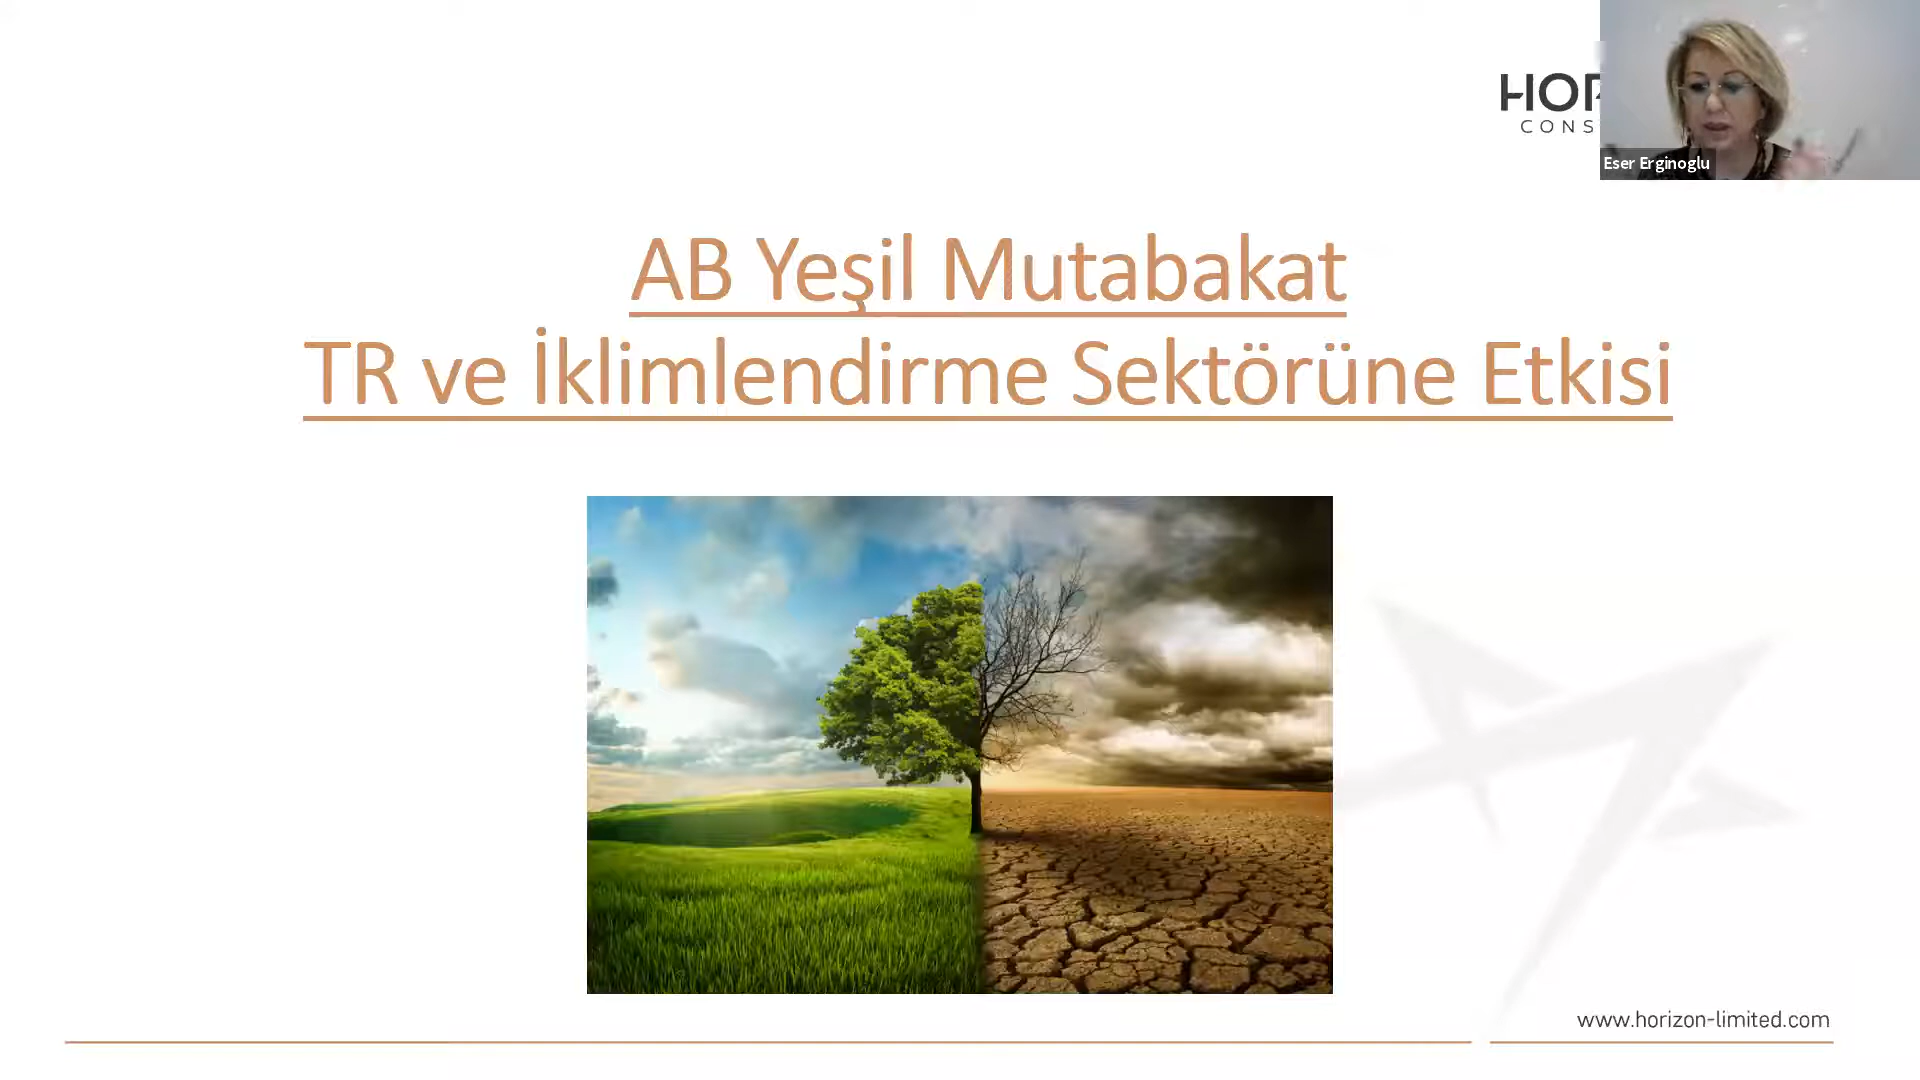 HOR
CONS
Eser Erginoglu
AB Yeşil Mutabakat
TR ve İklimlendirme Sektörüne Etkisi
www.horizon-limited.com